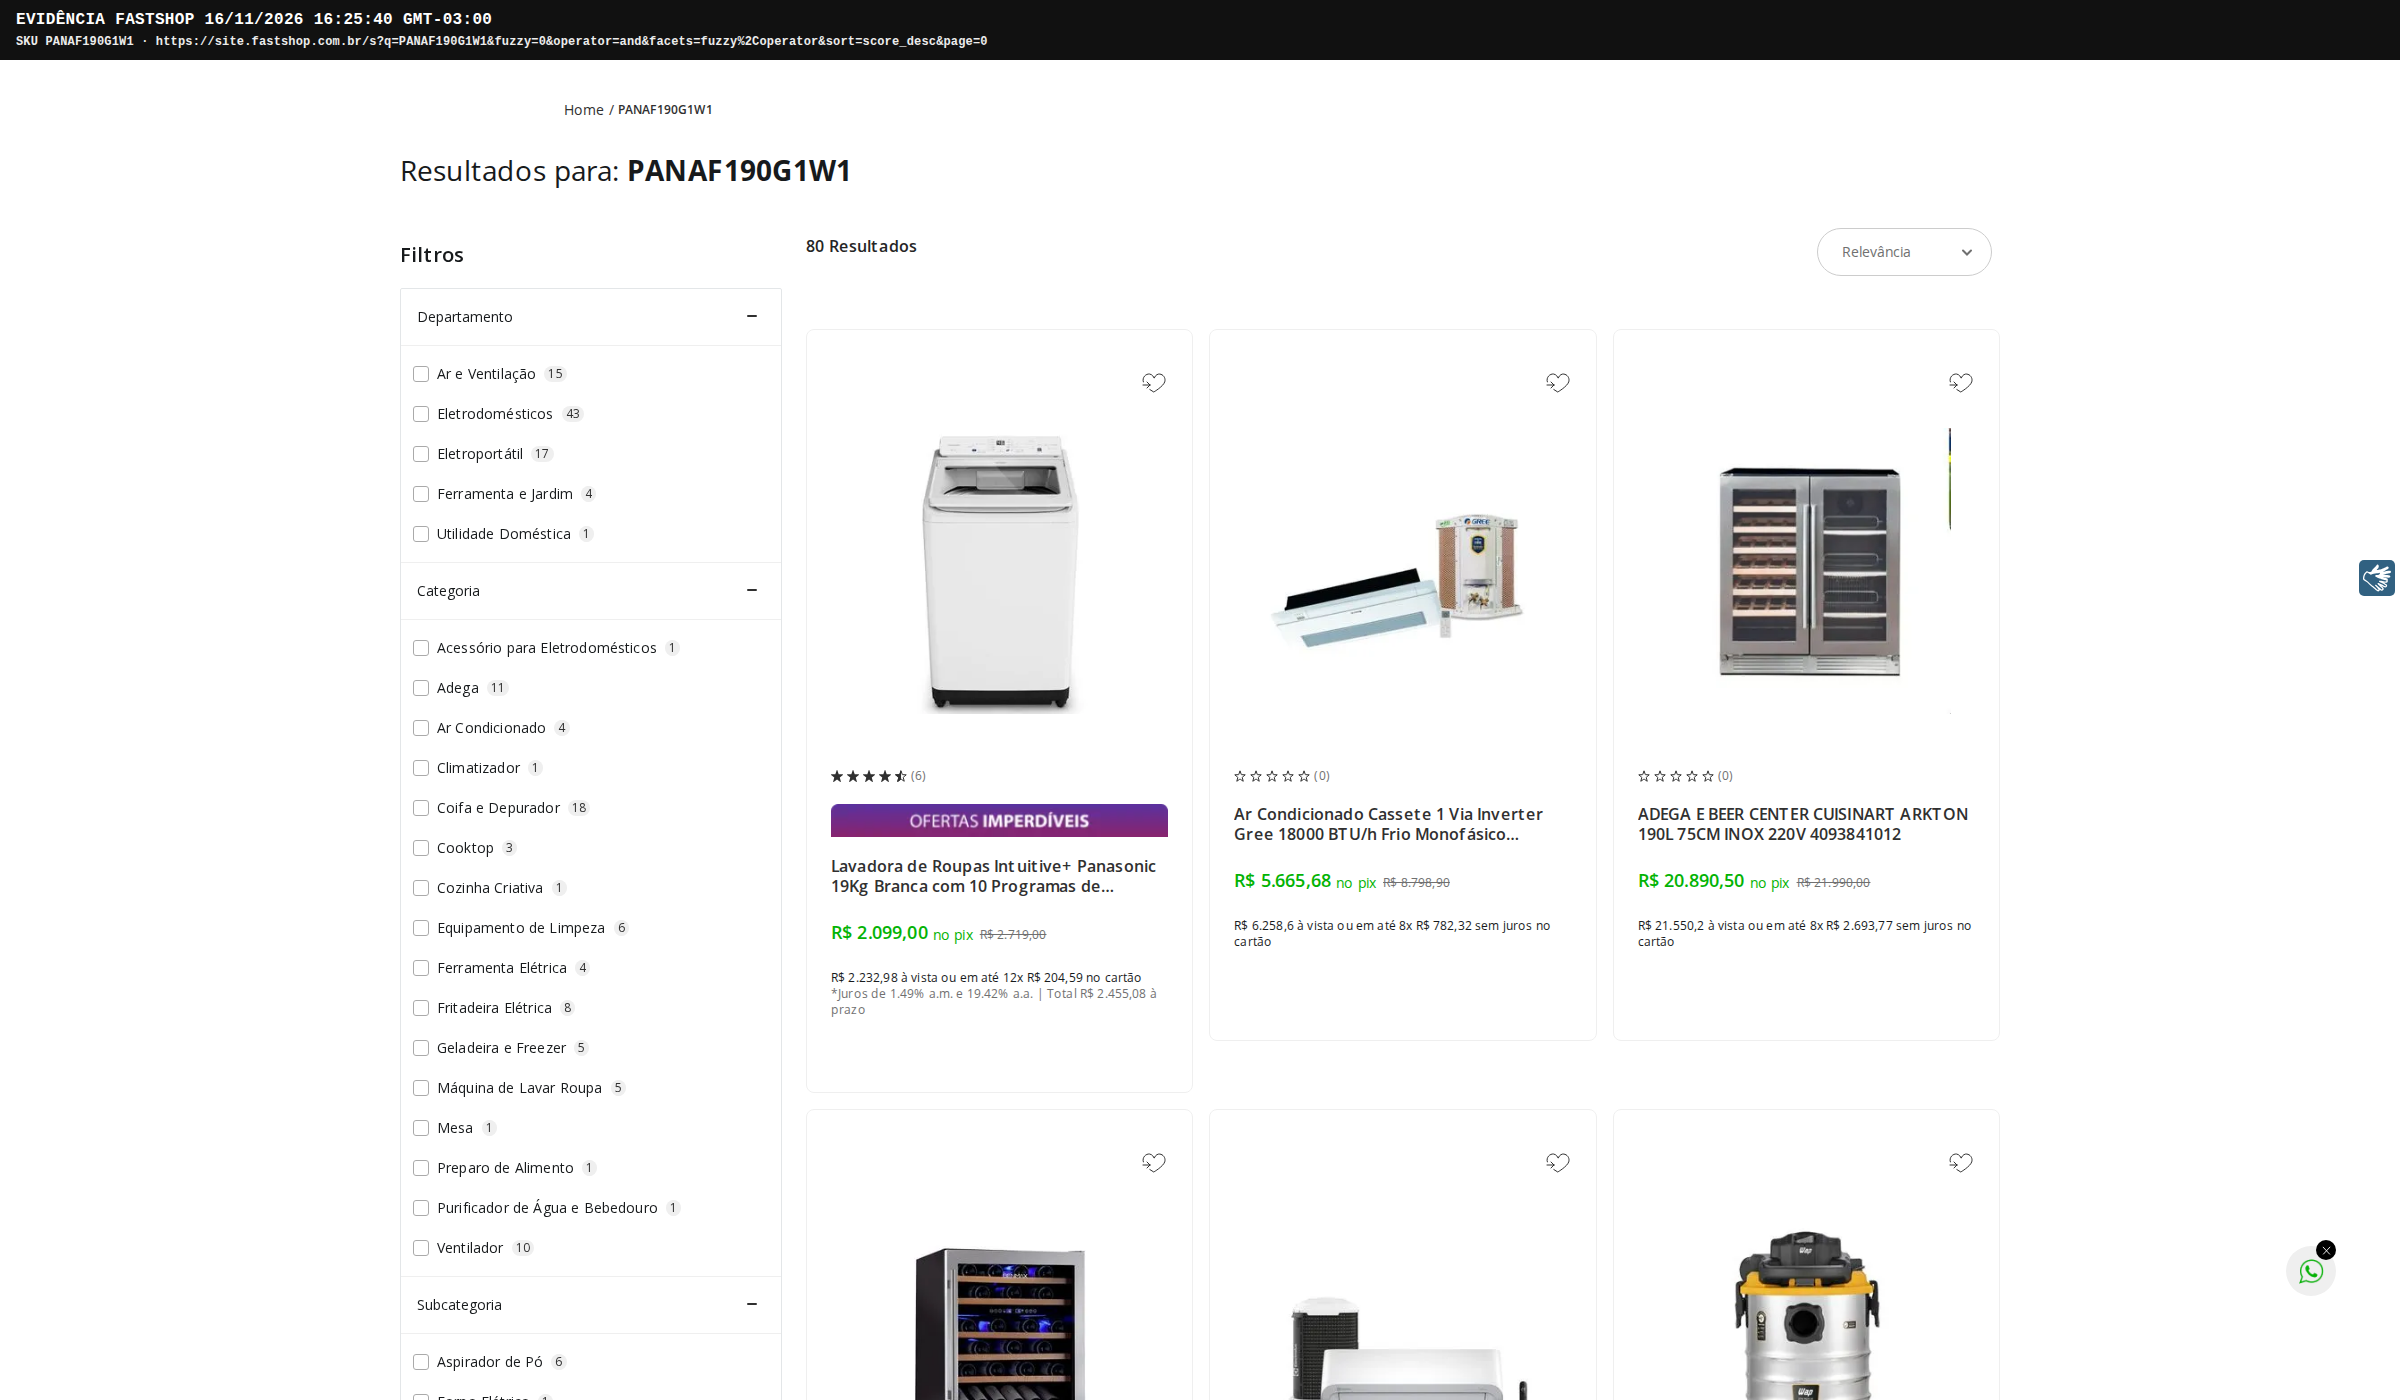 EVIDÊNCIA FASTSHOP 16/11/2026 16:25:40 GMT-03:00
SKU PANAF190G1W1 · https://site.fastshop.com.br/s?q=PANAF190G1W1&fuzzy=0&operator=and&facets=fuzzy%2Coperator&sort=score_desc&page=0
Home / PANAF190G1W1
Resultados para: PANAF190G1W1
Filtros
80 Resultados
Relevância
Departamento
Ar e Ventilação 15
Eletrodomésticos 43
Eletroportátil 17
Ferramenta e Jardim 4
Utilidade Doméstica 1
Categoria
Acessório para Eletrodomésticos 1
Adega 11
Ar Condicionado 4
Climatizador 1
Coifa e Depurador 18
Cooktop 3
Cozinha Criativa 1
Equipamento de Limpeza 6
Ferramenta Elétrica 4
Fritadeira Elétrica 8
Geladeira e Freezer 5
Máquina de Lavar Roupa 5
Mesa 1
Preparo de Alimento 1
Purificador de Água e Bebedouro 1
Ventilador 10
Subcategoria
Aspirador de Pó 6
(6)
OFERTAS IMPERDÍVEIS
Lavadora de Roupas Intuitive+ Panasonic
19Kg Branca com 10 Programas de...
R$ 2.099,00 no pix R$ 2.719,00
R$ 2.232,98 à vista ou em até 12x R$ 204,59 no cartão
*Juros de 1.49% a.m. e 19.42% a.a. | Total R$ 2.455,08 à
prazo
GREE
(0)
Ar Condicionado Cassete 1 Via Inverter
Gree 18000 BTU/h Frio Monofásico...
R$ 5.665,68 no pix R$ 8.798,90
R$ 6.258,6 à vista ou em até 8x R$ 782,32 sem juros no
cartão
(0)
ADEGA E BEER CENTER CUISINART ARKTON
190L 75CM INOX 220V 4093841012
R$ 20.890,50 no pix R$ 21.990,00
R$ 21.550,2 à vista ou em até 8x R$ 2.693,77 sem juros no
cartão
Wap
Wap